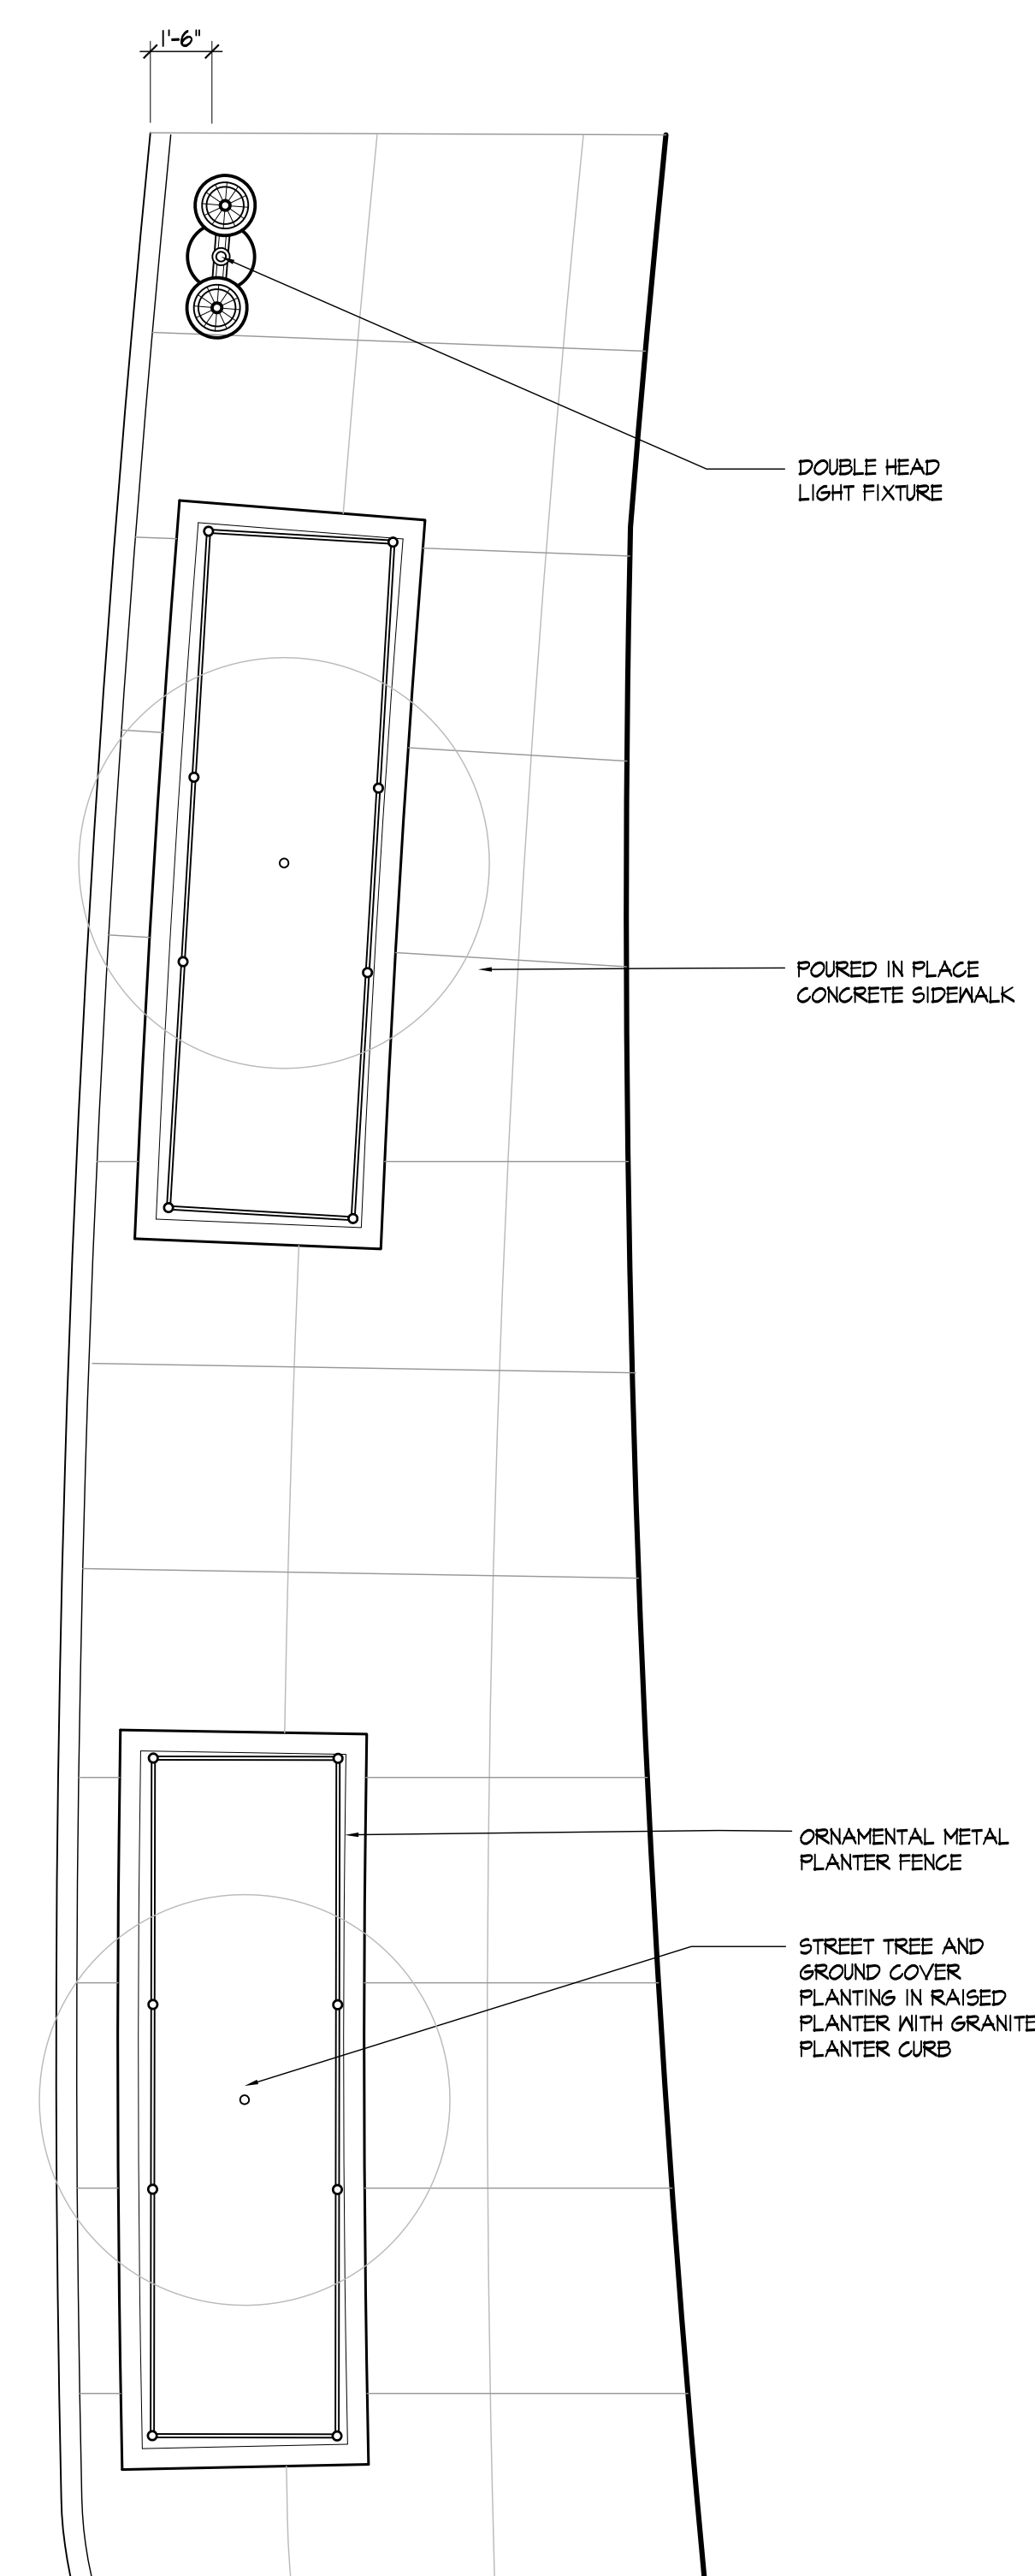 1'-6"
DOUBLE HEAD
LIGHT FIXTURE
POURED IN PLACE
CONCRETE SIDEWALK
ORNAMENTAL METAL
PLANTER FENCE
STREET TREE AND
GROUND COVER
PLANTING IN RAISED
PLANTER WITH GRANITE
PLANTER CURB